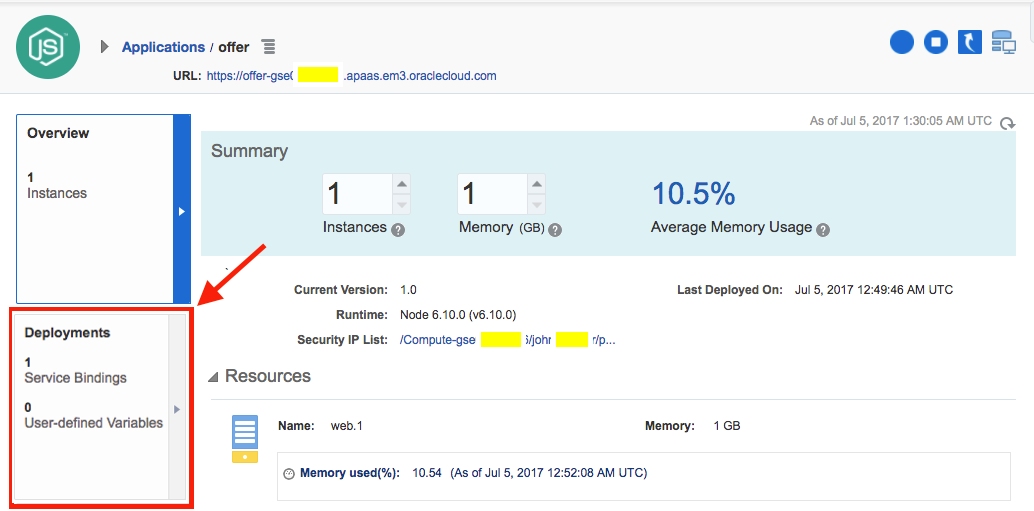 JS
Applications / offer
URL: https://offer-gse .apaas.em3.oraclecloud.com
As of Jul 5, 2017 1:30:05 AM UTC
Overview
1
Instances
Summary
1 1 10.5%
Instances ? Memory (GB) ? Average Memory Usage ?
Current Version: 1.0 Last Deployed On: Jul 5, 2017 12:49:46 AM UTC
Runtime: Node 6.10.0 (v6.10.0)
Security IP List: /Compute-gse /joh r/p...
Deployments
1
Service Bindings
0
User-defined Variables
Resources
Name: web.1 Memory: 1 GB
Memory used(%): 10.54 (As of Jul 5, 2017 12:52:08 AM UTC)